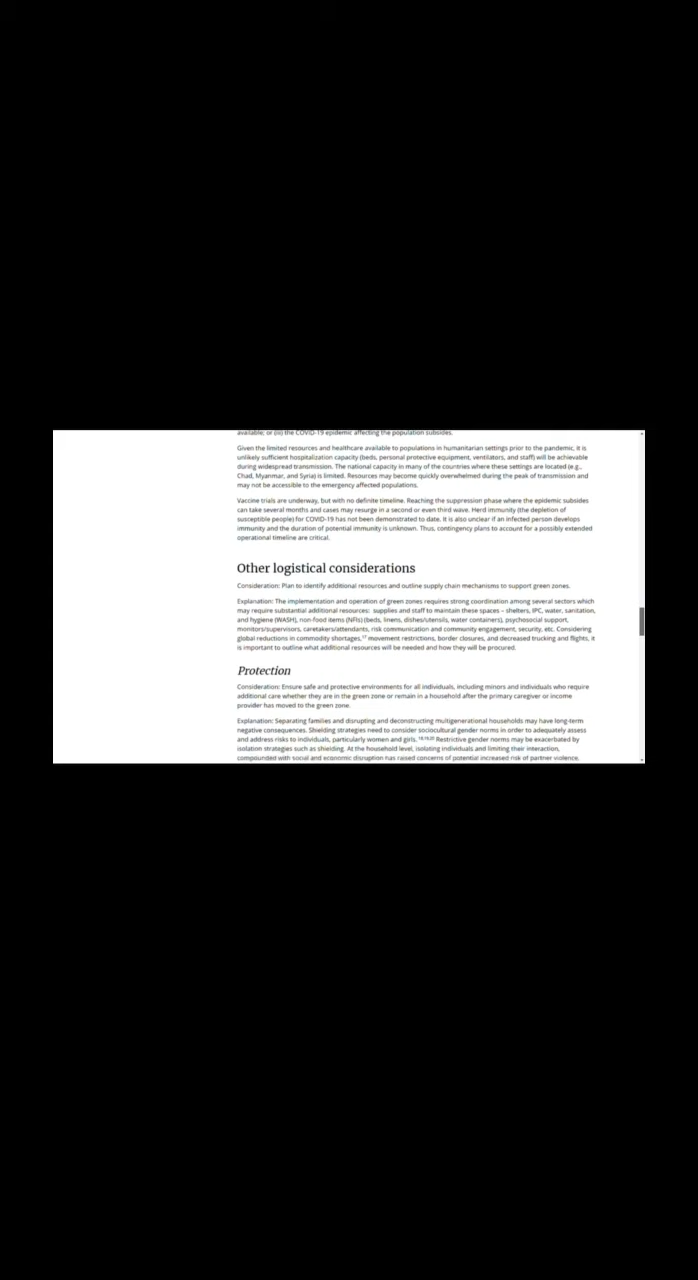 available; or (iii) the COVID-19 epidemic affecting the population subsides.
Given the limited resources and healthcare available to populations in humanitarian settings prior to the pandemic, it is
unlikely sufficient hospitalization capacity (beds, personal protective equipment, ventilators, and staff) will be achievable
during widespread transmission. The national capacity in many of the countries where these settings are located (e.g.,
Chad, Myanmar, and Syria) is limited. Resources may become quickly overwhelmed during the peak of transmission and
may not be accessible to the emergency affected populations.
Vaccine trials are underway, but with no definite timeline. Reaching the suppression phase where the epidemic subsides
can take several months and cases may resurge in a second or even third wave. Herd immunity (the depletion of
susceptible people) for COVID-19 has not been demonstrated to date. It is also unclear if an infected person develops
immunity and the duration of potential immunity is unknown. Thus, contingency plans to account for a possibly extended
operational timeline are critical.
Other logistical considerations
Consideration: Plan to identify additional resources and outline supply chain mechanisms to support green zones.
Explanation: The implementation and operation of green zones requires strong coordination among several sectors which
may require substantial additional resources: supplies and staff to maintain these spaces – shelters, IPC, water, sanitation,
and hygiene (WASH), non-food items (NFIs) (beds, linens, dishes/utensils, water containers), psychosocial support,
monitors/supervisors, caretakers/attendants, risk communication and community engagement, security, etc. Considering
global reductions in commodity shortages,17 movement restrictions, border closures, and decreased trucking and flights, it
is important to outline what additional resources will be needed and how they will be procured.
Protection
Consideration: Ensure safe and protective environments for all individuals, including minors and individuals who require
additional care whether they are in the green zone or remain in a household after the primary caregiver or income
provider has moved to the green zone.
Explanation: Separating families and disrupting and deconstructing multigenerational households may have long-term
negative consequences. Shielding strategies need to consider sociocultural gender norms in order to adequately assess
and address risks to individuals, particularly women and girls. Restrictive gender norms may be exacerbated by
isolation strategies such as shielding. At the household level, isolating individuals and limiting their interaction,
compounded with social and economic disruption has raised concerns of potential increased risk of partner violence.